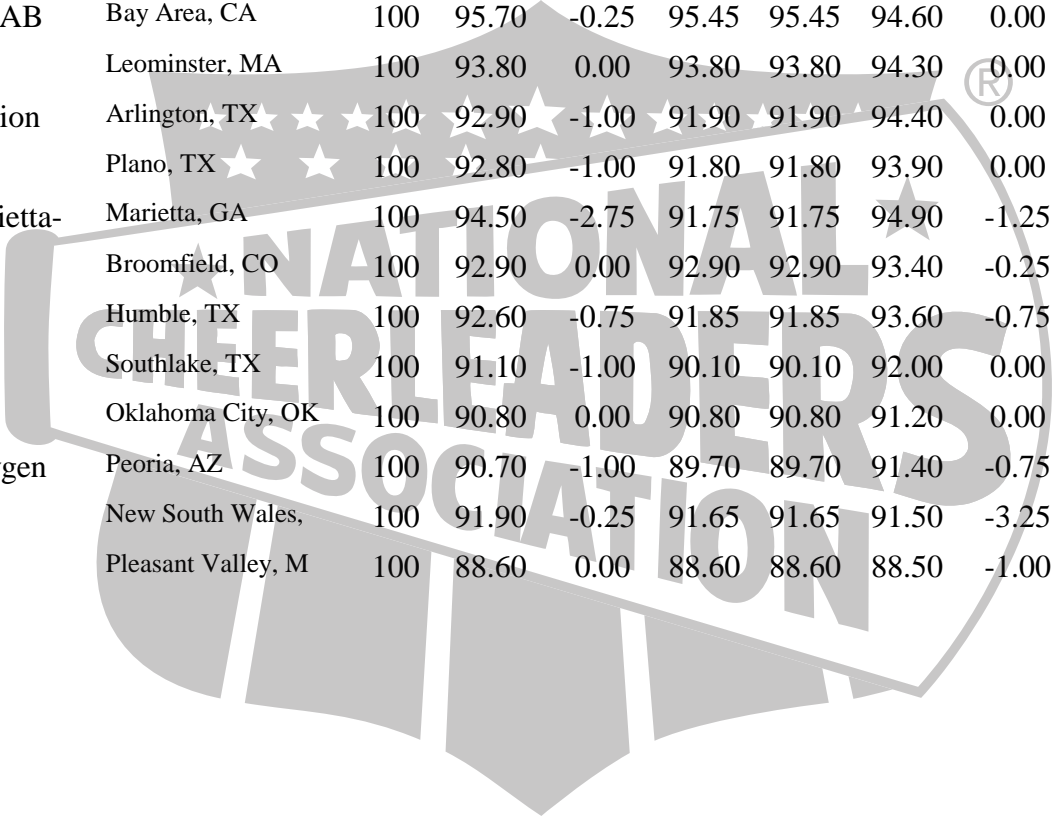 AB Bay Area, CA 100 95.70 -0.25 95.45 95.45 94.60 0.00
Leominster, MA 100 93.80 0.00 93.80 93.80 94.30 0.00
ion Arlington, TX 100 92.90 -1.00 91.90 91.90 94.40 0.00
Plano, TX 100 92.80 -1.00 91.80 91.80 93.90 0.00
ietta- Marietta, GA 100 94.50 -2.75 91.75 91.75 94.90 -1.25
Broomfield, CO 100 92.90 0.00 92.90 92.90 93.40 -0.25
Humble, TX 100 92.60 -0.75 91.85 91.85 93.60 -0.75
Southlake, TX 100 91.10 -1.00 90.10 90.10 92.00 0.00
Oklahoma City, OK 100 90.80 0.00 90.80 90.80 91.20 0.00
gen Peoria, AZ 100 90.70 -1.00 89.70 89.70 91.40 -0.75
New South Wales, 100 91.90 -0.25 91.65 91.65 91.50 -3.25
Pleasant Valley, M 100 88.60 0.00 88.60 88.60 88.50 -1.00
NATIONAL
CHEERLEADERS
ASSOCIATION
®